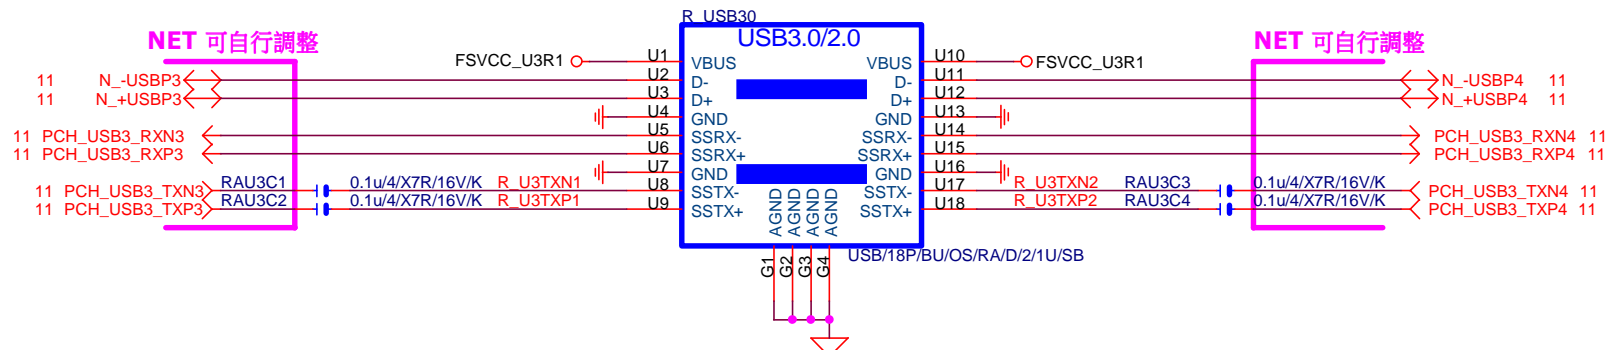 R_USB30
USB3.0/2.0
NET 可自行調整
NET 可自行調整
FSVCC_U3R1 U1 VBUS VBUS U10 FSVCC_U3R1
11 N_-USBP3 U2 D- D- U11 N_-USBP4 11
11 N_+USBP3 U3 D+ D+ U12 N_+USBP4 11
U4 GND GND U13
11 PCH_USB3_RXN3 U5 SSRX- SSRX- U14 PCH_USB3_RXN4 11
11 PCH_USB3_RXP3 U6 SSRX+ SSRX+ U15 PCH_USB3_RXP4 11
U7 GND GND U16
11 PCH_USB3_TXN3 RAU3C1 0.1u/4/X7R/16V/K R_U3TXN1 U8 SSTX- SSTX- U17 R_U3TXN2 RAU3C3 0.1u/4/X7R/16V/K PCH_USB3_TXN4 11
11 PCH_USB3_TXP3 RAU3C2 0.1u/4/X7R/16V/K R_U3TXP1 U9 SSTX+ SSTX+ U18 R_U3TXP2 RAU3C4 0.1u/4/X7R/16V/K PCH_USB3_TXP4 11
AGND AGND AGND AGND
USB/18P/BU/OS/RA/D/2/1U/SB
G1 G2 G3 G4